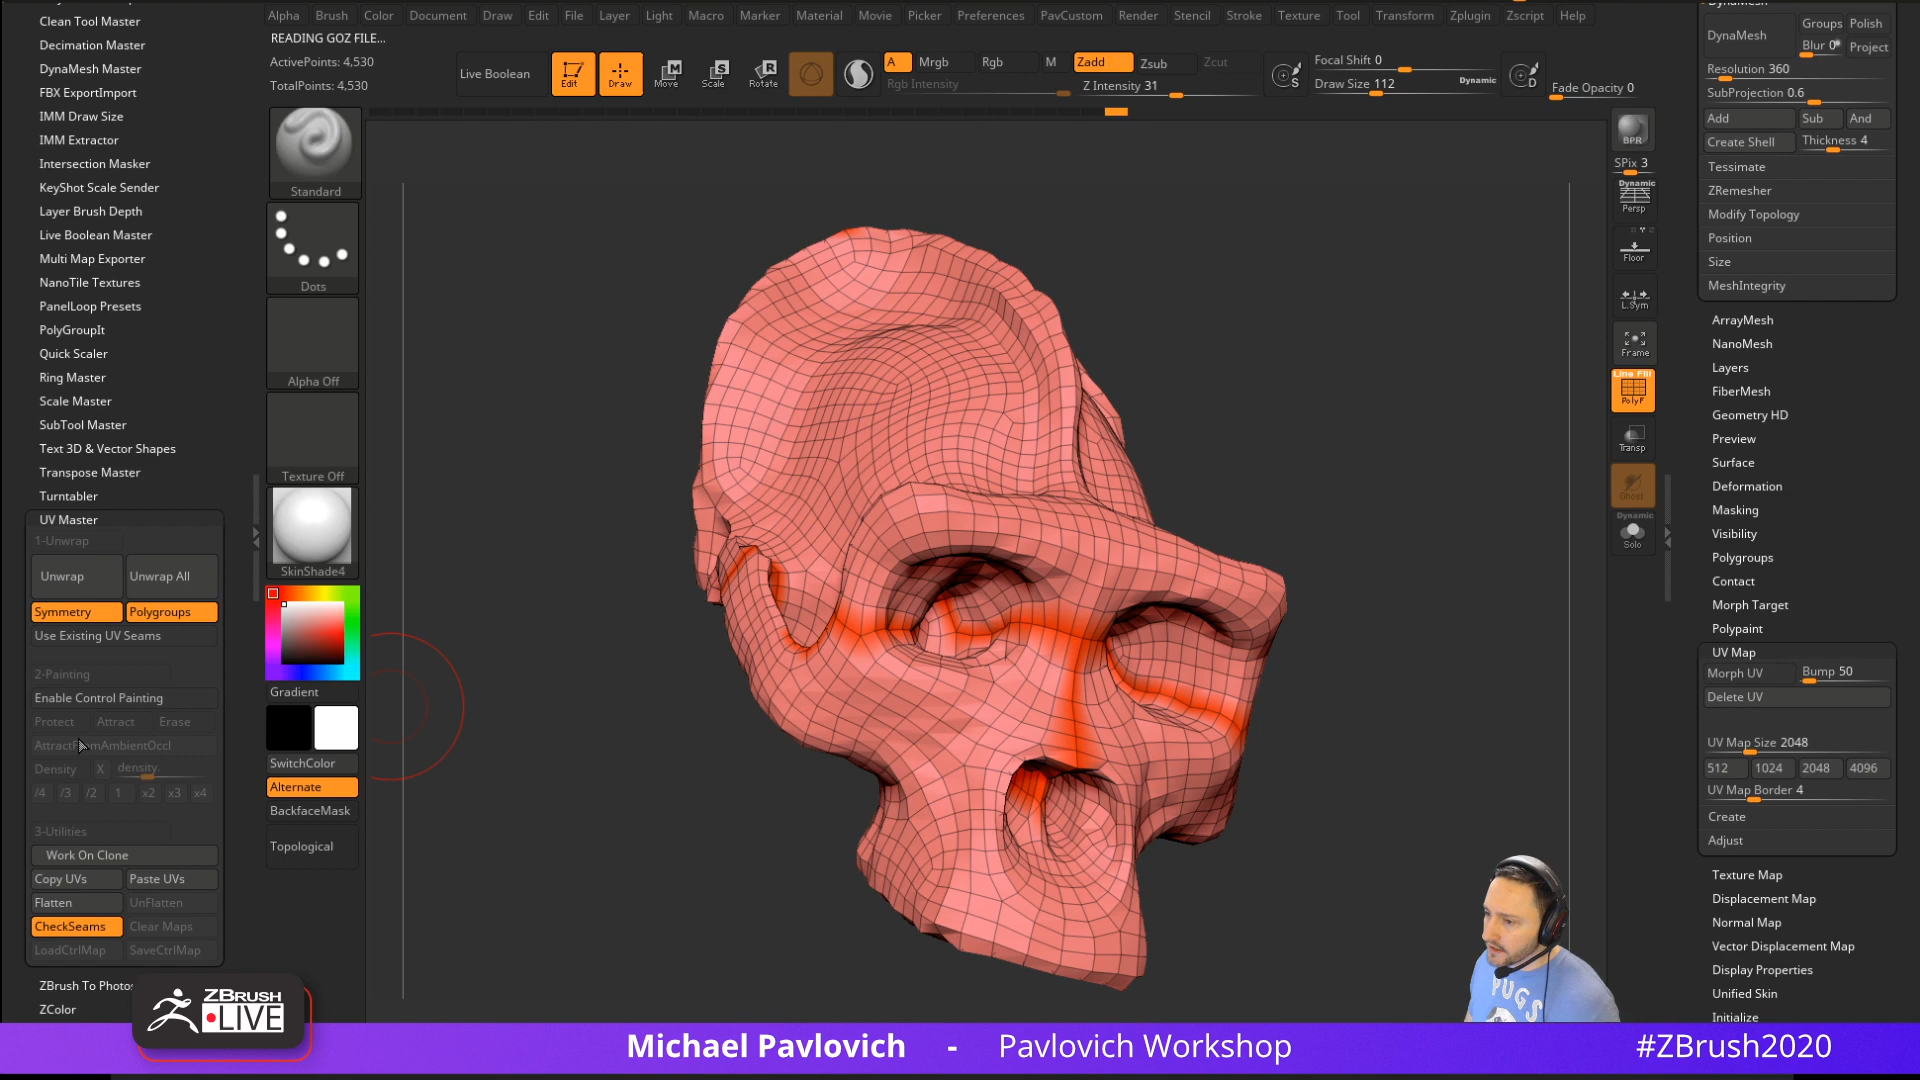 Alpha Brush Color Document Draw Edit File Layer Light Macro Marker Material Movie Picker Preferences PavCustom Render Stencil Stroke Texture Tool Transform Zplugin Zscript Help
READING GOZ FILE...
ActivePoints: 4,530
TotalPoints: 4,530
Live Boolean
Edit Draw Move Scale Rotate
A Mrgb Rgb M Zadd Zsub Zcut
Rgb Intensity Z Intensity 31
Focal Shift 0
Draw Size 112 Dynamic
Fade Opacity 0
Clean Tool Master
Decimation Master
DynaMesh Master
FBX ExportImport
IMM Draw Size
IMM Extractor
Intersection Masker
KeyShot Scale Sender
Layer Brush Depth
Live Boolean Master
Multi Map Exporter
NanoTile Textures
PanelLoop Presets
PolyGroupIt
Quick Scaler
Ring Master
Scale Master
SubTool Master
Text 3D & Vector Shapes
Transpose Master
Turntabler
UV Master
1-Unwrap
Unwrap Unwrap All
Symmetry Polygroups
Use Existing UV Seams
2-Painting
Enable Control Painting
Protect Attract Erase
Density X density
/4 /3 /2 1 x2 x3 x4
3-Utilities
Work On Clone
Copy UVs Paste UVs
Flatten UnFlatten
CheckSeams Clear Maps
LoadCtrlMap SaveCtrlMap
ZColor
Standard
Dots
Alpha Off
Texture Off
SkinShade4
Gradient
SwitchColor
Alternate
BackfaceMask
Topological
BPR
SPix 3
Dynamic
Persp
Floor
L.Sym
Frame
Line Fill
PolyF
Transp
Ghost
Dynamic
Solo
DynaMesh
DynaMesh Groups Polish
Blur 0 Project
Resolution 360
SubProjection 0.6
Add Sub And
Create Shell Thickness 4
Tessimate
ZRemesher
Modify Topology
Position
Size
MeshIntegrity
ArrayMesh
NanoMesh
Layers
FiberMesh
Geometry HD
Preview
Surface
Deformation
Masking
Visibility
Polygroups
Contact
Morph Target
Polypaint
UV Map
Morph UV Bump 50
Delete UV
UV Map Size 2048
512 1024 2048 4096
UV Map Border 4
Create
Adjust
Texture Map
Displacement Map
Normal Map
Vector Displacement Map
Display Properties
Unified Skin
Initialize
PUGS
ZBRUSH
LIVE
Michael Pavlovich - Pavlovich Workshop #ZBrush2020